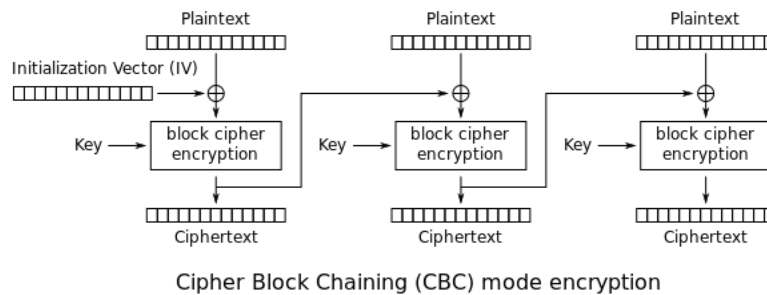 Plaintext Plaintext Plaintext
Initialization Vector (IV)
Key block cipher encryption Key block cipher encryption Key block cipher encryption
Ciphertext Ciphertext Ciphertext
Cipher Block Chaining (CBC) mode encryption